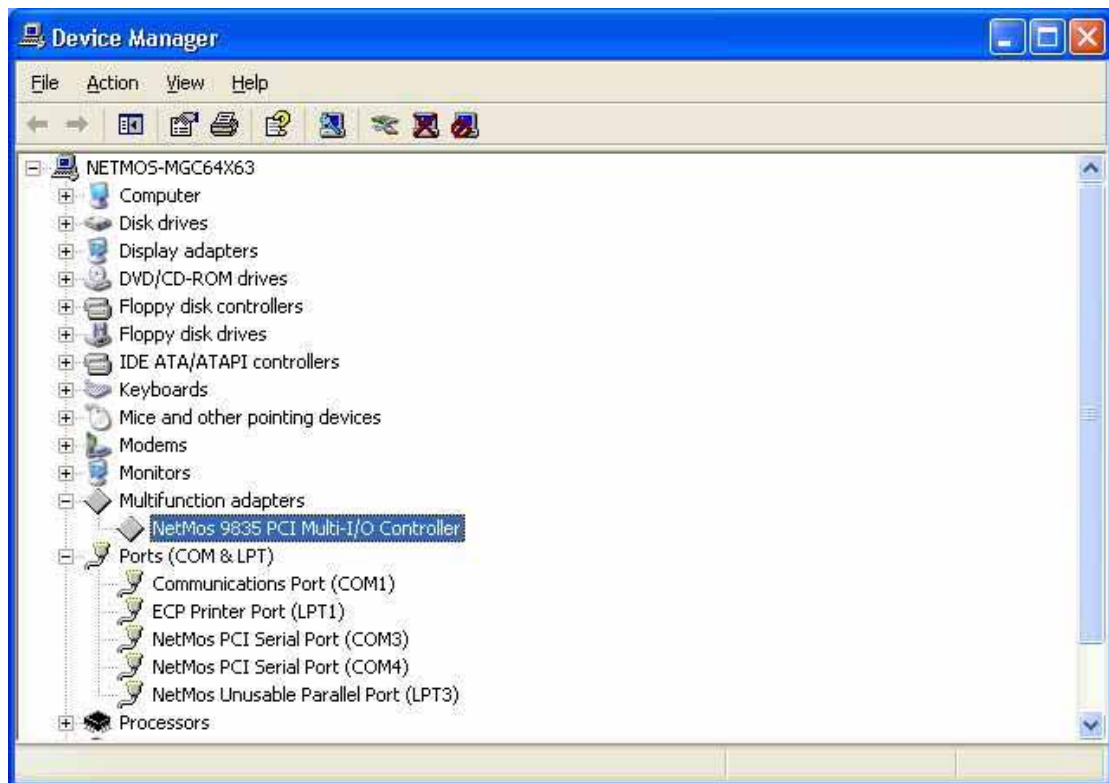 Device Manager
File Action View Help
NETMOS-MGC64X63
Computer
Disk drives
Display adapters
DVD/CD-ROM drives
Floppy disk controllers
Floppy disk drives
IDE ATA/ATAPI controllers
Keyboards
Mice and other pointing devices
Modems
Monitors
Multifunction adapters
NetMos 9835 PCI Multi-I/O Controller
Ports (COM & LPT)
Communications Port (COM1)
ECP Printer Port (LPT1)
NetMos PCI Serial Port (COM3)
NetMos PCI Serial Port (COM4)
NetMos Unusable Parallel Port (LPT3)
Processors